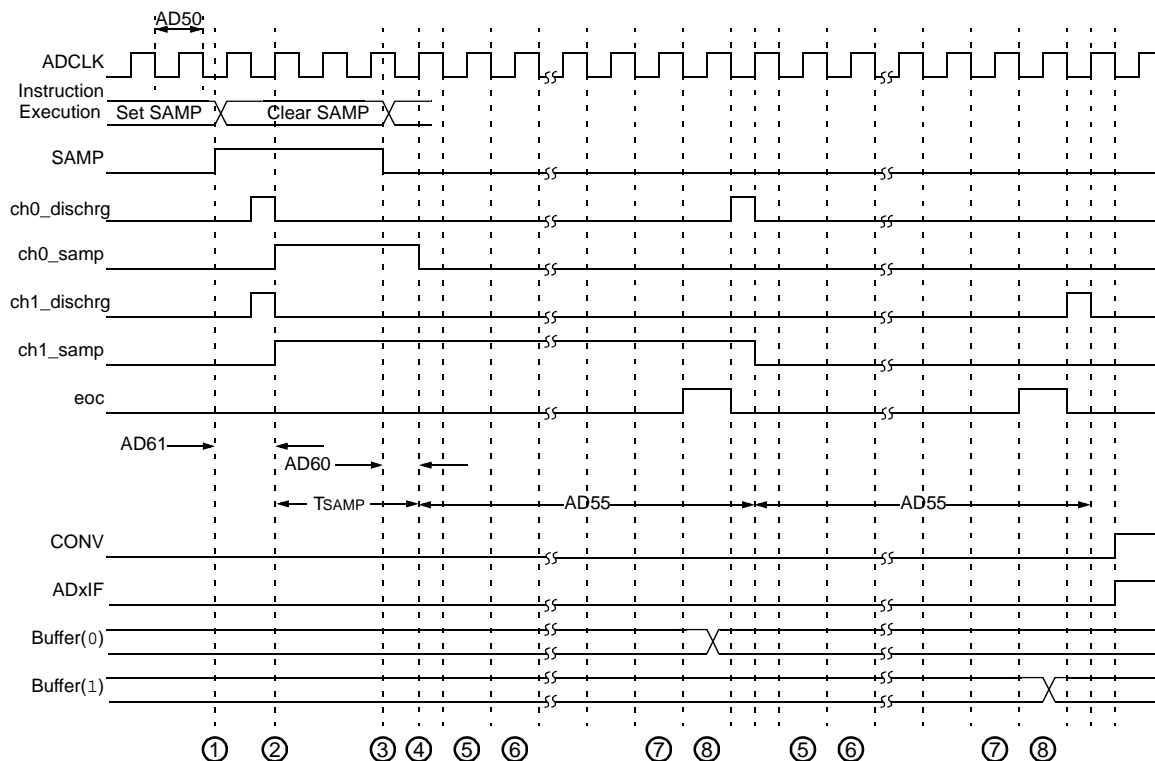 AD50
ADCLK
Instruction
Execution Set SAMP Clear SAMP
SAMP
ch0_dischrg
ch0_samp
ch1_dischrg
ch1_samp
eoc
AD61
AD60
TSAMP AD55 AD55
CONV
ADxIF
Buffer(0)
Buffer(1)
① ② ③ ④ ⑤ ⑥ ⑦ ⑧ ⑤ ⑥ ⑦ ⑧